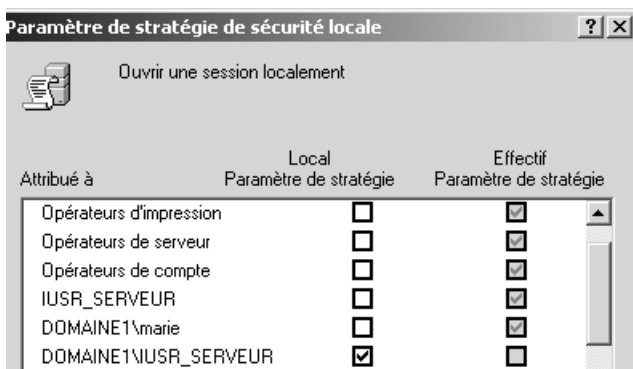 Paramètre de stratégie de sécurité locale
Ouvrir une session localement
Local Effectif
Attribué à Paramètre de stratégie Paramètre de stratégie
Opérateurs d'impression
Opérateurs de serveur
Opérateurs de compte
IUSR_SERVEUR
DOMAINE1\marie
DOMAINE1\IUSR_SERVEUR